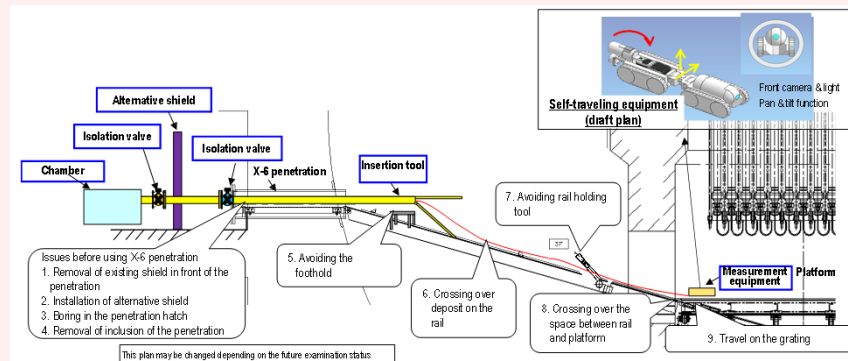 Alternative shield
Isolation valve
Chamber
Isolation valve
X-6 penetration
Insertion tool
Self-traveling equipment
(draft plan)
Front camera & light
Pan & tilt function
7. Avoiding rail holding
tool
5. Avoiding the
foothold
6. Crossing over
deposit on the
rail
8. Crossing over the
space between rail
and platform
Measurement
equipment
Platform
9. Travel on the grating
Issues before using X-6 penetration
1. Removal of existing shield in front of the
penetration
2. Installation of alternative shield
3. Boring in the penetration hatch
4. Removal of inclusion of the penetration
This plan may be changed depending on the future examination status